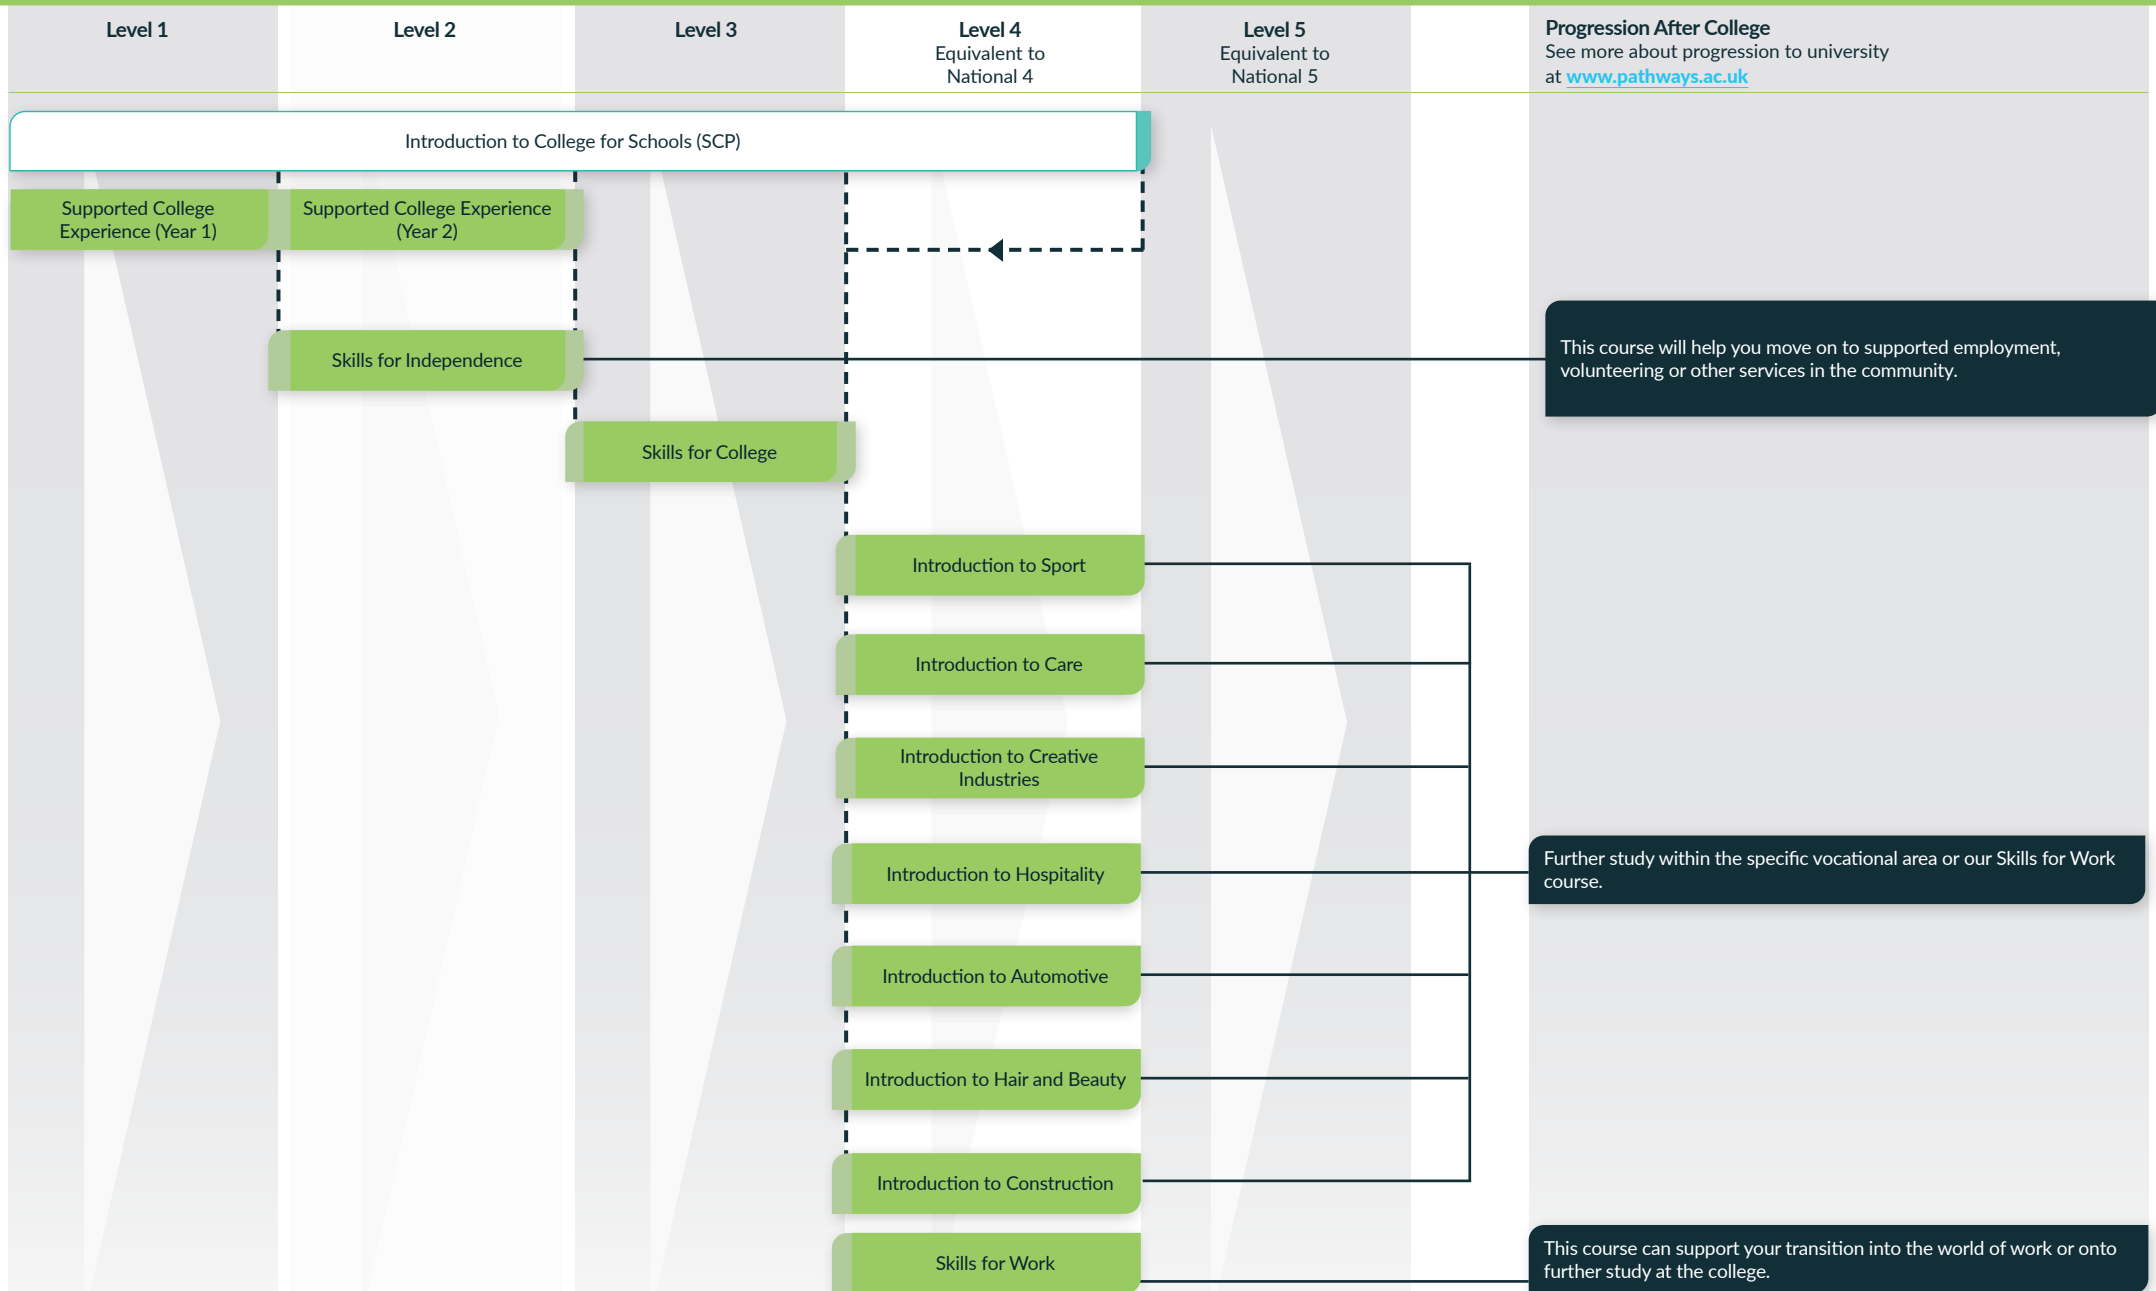 Level 1
Level 2
Level 3
Level 4
Equivalent to
National 4
Level 5
Equivalent to
National 5
Progression After College
See more about progression to university
at www.pathways.ac.uk
Introduction to College for Schools (SCP)
Supported College
Experience (Year 1)
Supported College Experience
(Year 2)
Skills for Independence
This course will help you move on to supported employment,
volunteering or other services in the community.
Skills for College
Introduction to Sport
Introduction to Care
Introduction to Creative
Industries
Introduction to Hospitality
Further study within the specific vocational area or our Skills for Work
course.
Introduction to Automotive
Introduction to Hair and Beauty
Introduction to Construction
Skills for Work
This course can support your transition into the world of work or onto
further study at the college.